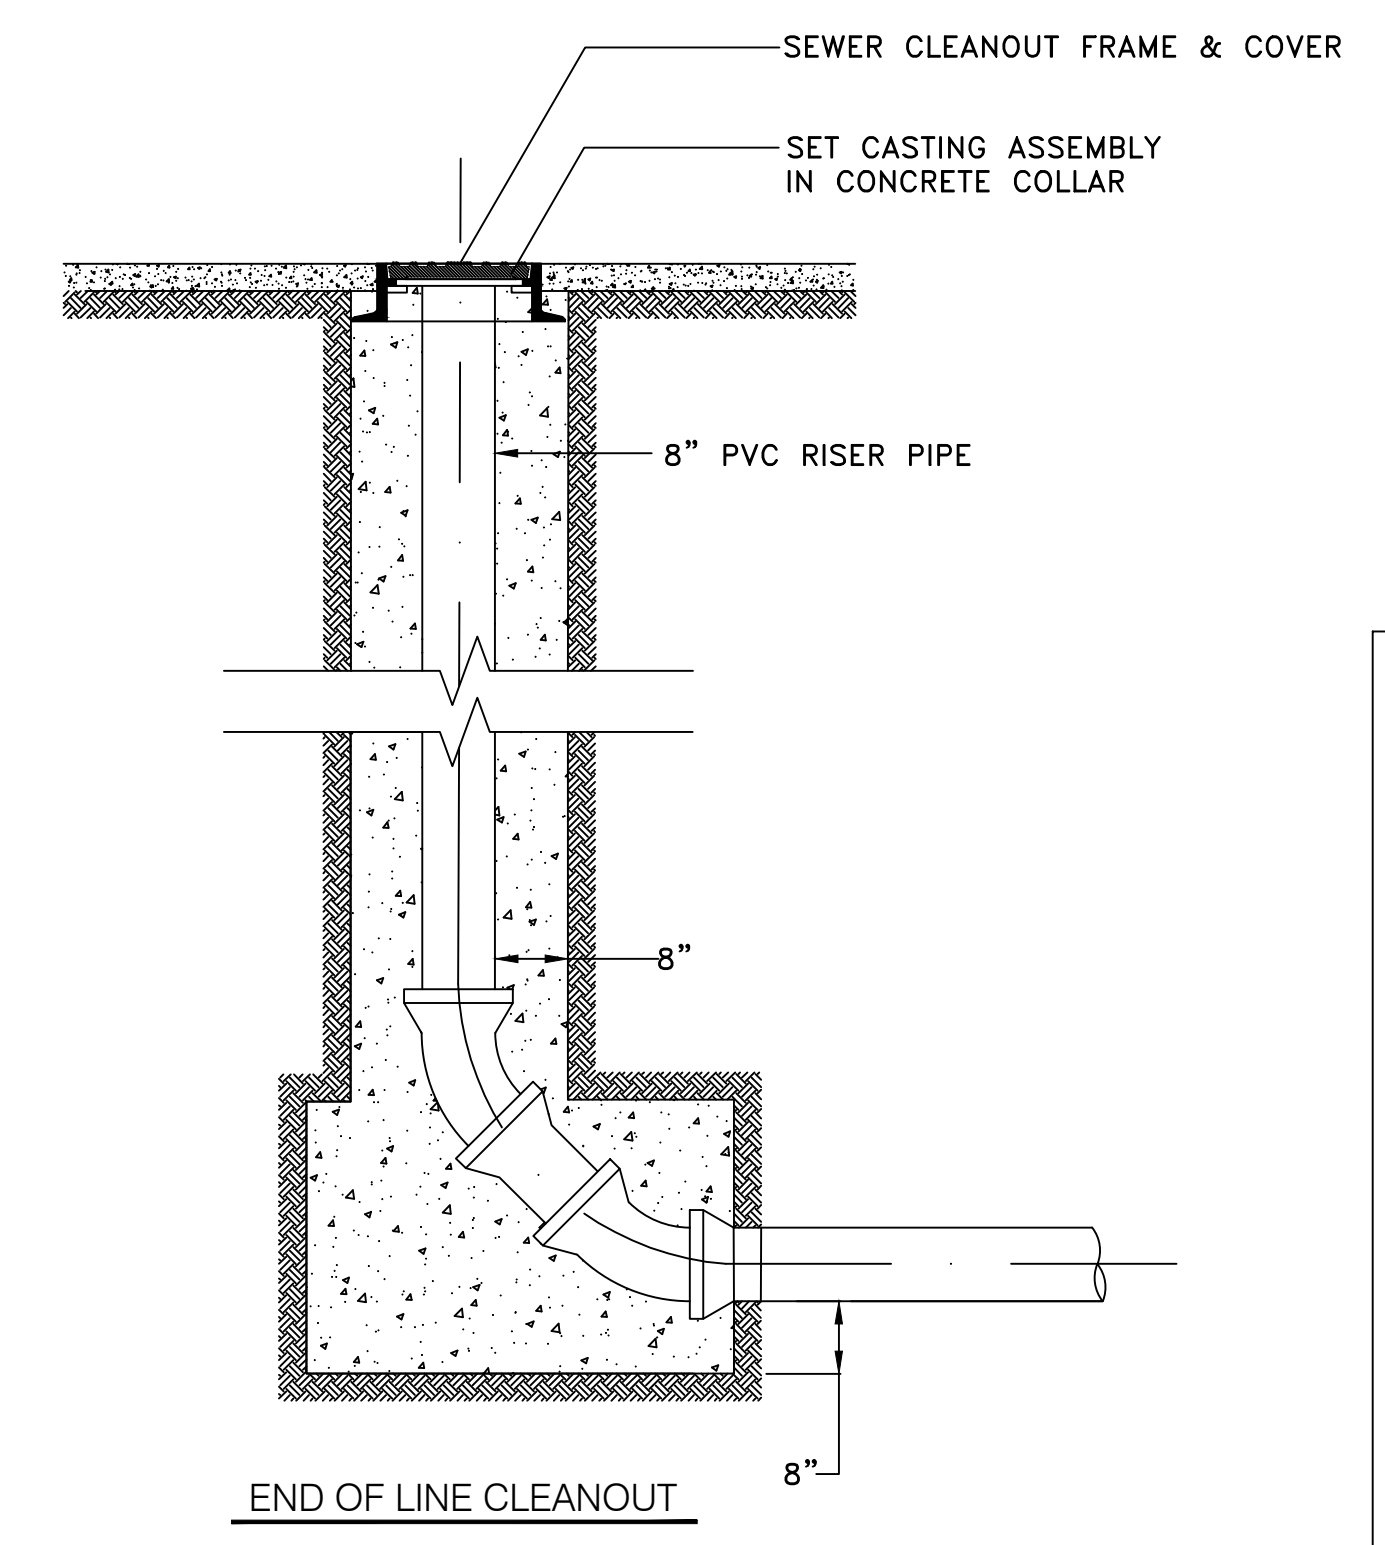 SEWER CLEANOUT FRAME & COVER
SET CASTING ASSEMBLY
IN CONCRETE COLLAR
8” PVC RISER PIPE
8”
8”
END OF LINE CLEANOUT